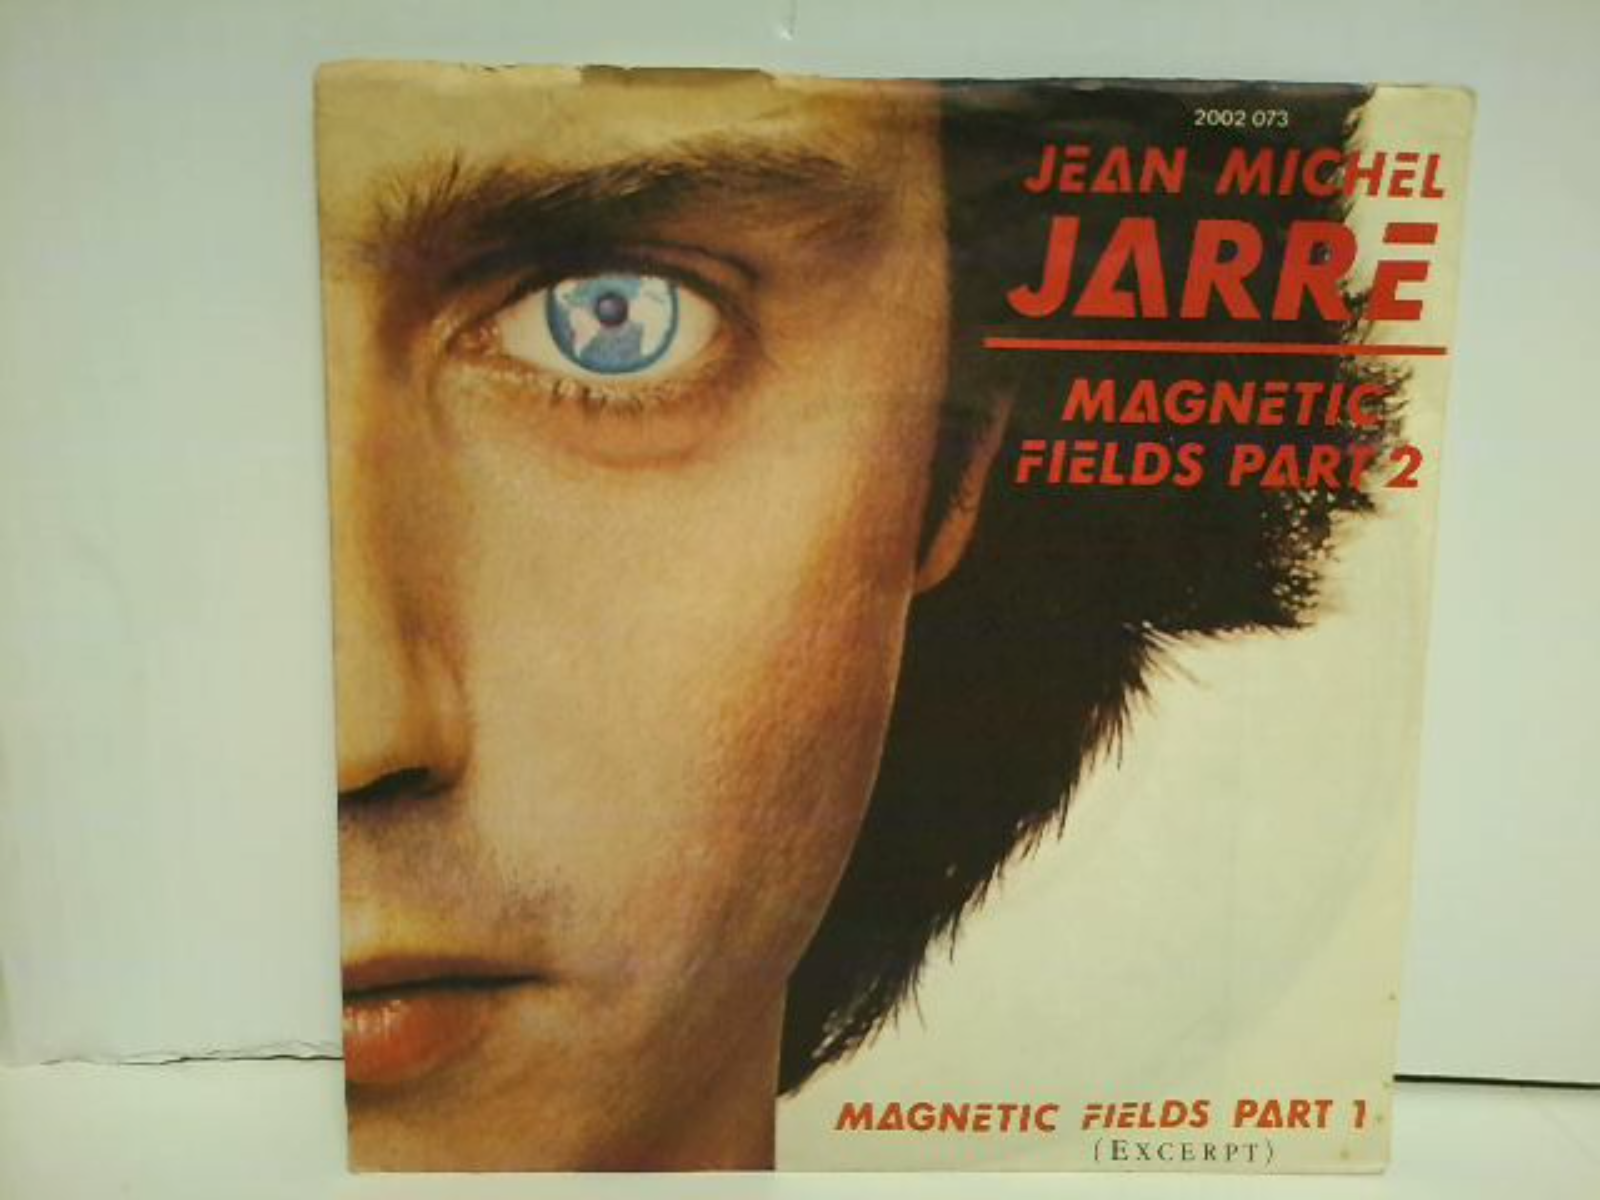 2002 073
JEAN MICHEL
JARRE
MAGNETIC
FIELDS PART 2
MAGNETIC FIELDS PART 1
(EXCERPT)